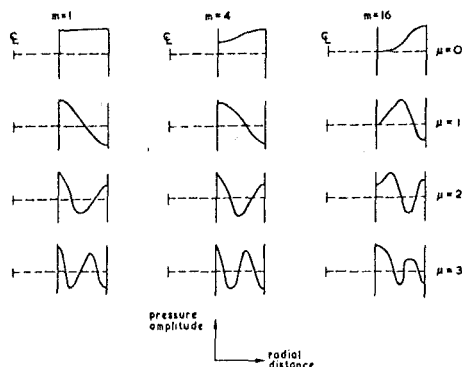 m=1 m=4 m=16
℄ ℄ ℄
μ=0
μ=1
μ=2
μ=3
pressure
amplitude
radial
distance